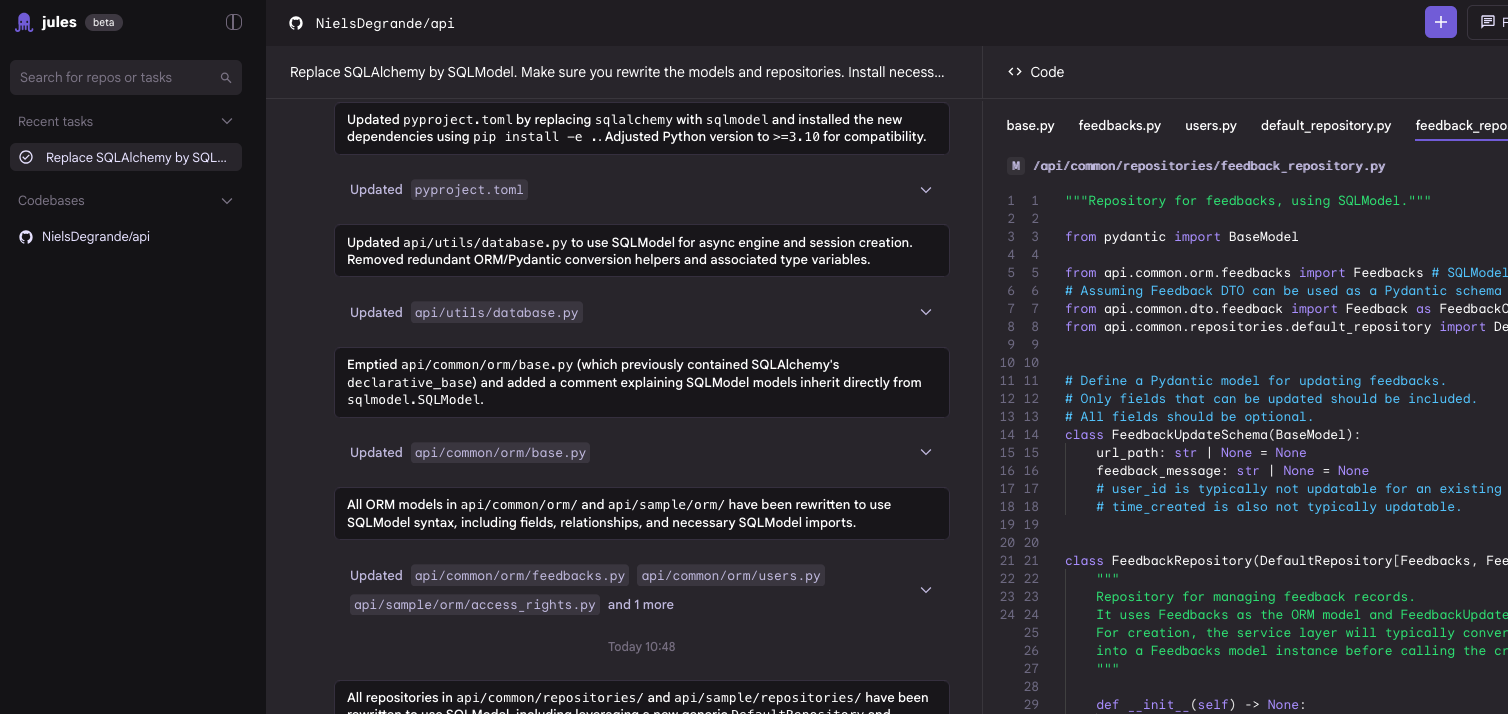 jules beta
Search for repos or tasks
Recent tasks
Replace SQLAlchemy by SQL...
Codebases
NielsDegrande/api
NielsDegrande/api
Replace SQLAlchemy by SQLModel. Make sure you rewrite the models and repositories. Install necess...
Updated pyproject.toml by replacing sqlalchemy with sqlmodel and installed the new
dependencies using pip install -e .. Adjusted Python version to >=3.10 for compatibility.
Updated pyproject.toml
Updated api/utils/database.py to use SQLModel for async engine and session creation.
Removed redundant ORM/Pydantic conversion helpers and associated type variables.
Updated api/utils/database.py
Emptied api/common/orm/base.py (which previously contained SQLAlchemy's
declarative_base) and added a comment explaining SQLModel models inherit directly from
sqlmodel.SQLModel.
Updated api/common/orm/base.py
All ORM models in api/common/orm/ and api/sample/orm/ have been rewritten to use
SQLModel syntax, including fields, relationships, and necessary SQLModel imports.
Updated api/common/orm/feedbacks.py api/common/orm/users.py
api/sample/orm/access_rights.py and 1 more
Today 10:48
All repositories in api/common/repositories/ and api/sample/repositories/ have been
rewritten to use SQLModel, including leveraging a new generic DefaultRepository and
+ F
<> Code
base.py feedbacks.py users.py default_repository.py feedback_repo
M /api/common/repositories/feedback_repository.py
1 1 """Repository for feedbacks, using SQLModel."""
2 2
3 3 from pydantic import BaseModel
4 4
5 5 from api.common.orm.feedbacks import Feedbacks # SQLModel
6 6 # Assuming Feedback DTO can be used as a Pydantic schema
7 7 from api.common.dto.feedback import Feedback as FeedbackC
8 8 from api.common.repositories.default_repository import De
9 9
10 10
11 11 # Define a Pydantic model for updating feedbacks.
12 12 # Only fields that can be updated should be included.
13 13 # All fields should be optional.
14 14 class FeedbackUpdateSchema(BaseModel):
15 15 url_path: str | None = None
16 16 feedback_message: str | None = None
17 17 # user_id is typically not updatable for an existing
18 18 # time_created is also not typically updatable.
19 19
20 20
21 21 class FeedbackRepository(DefaultRepository[Feedbacks, Fee
22 22 """
23 23 Repository for managing feedback records.
24 24 It uses Feedbacks as the ORM model and FeedbackUpdate
25 For creation, the service layer will typically conver
26 into a Feedbacks model instance before calling the cr
27 """
28
29 def __init__(self) -> None: